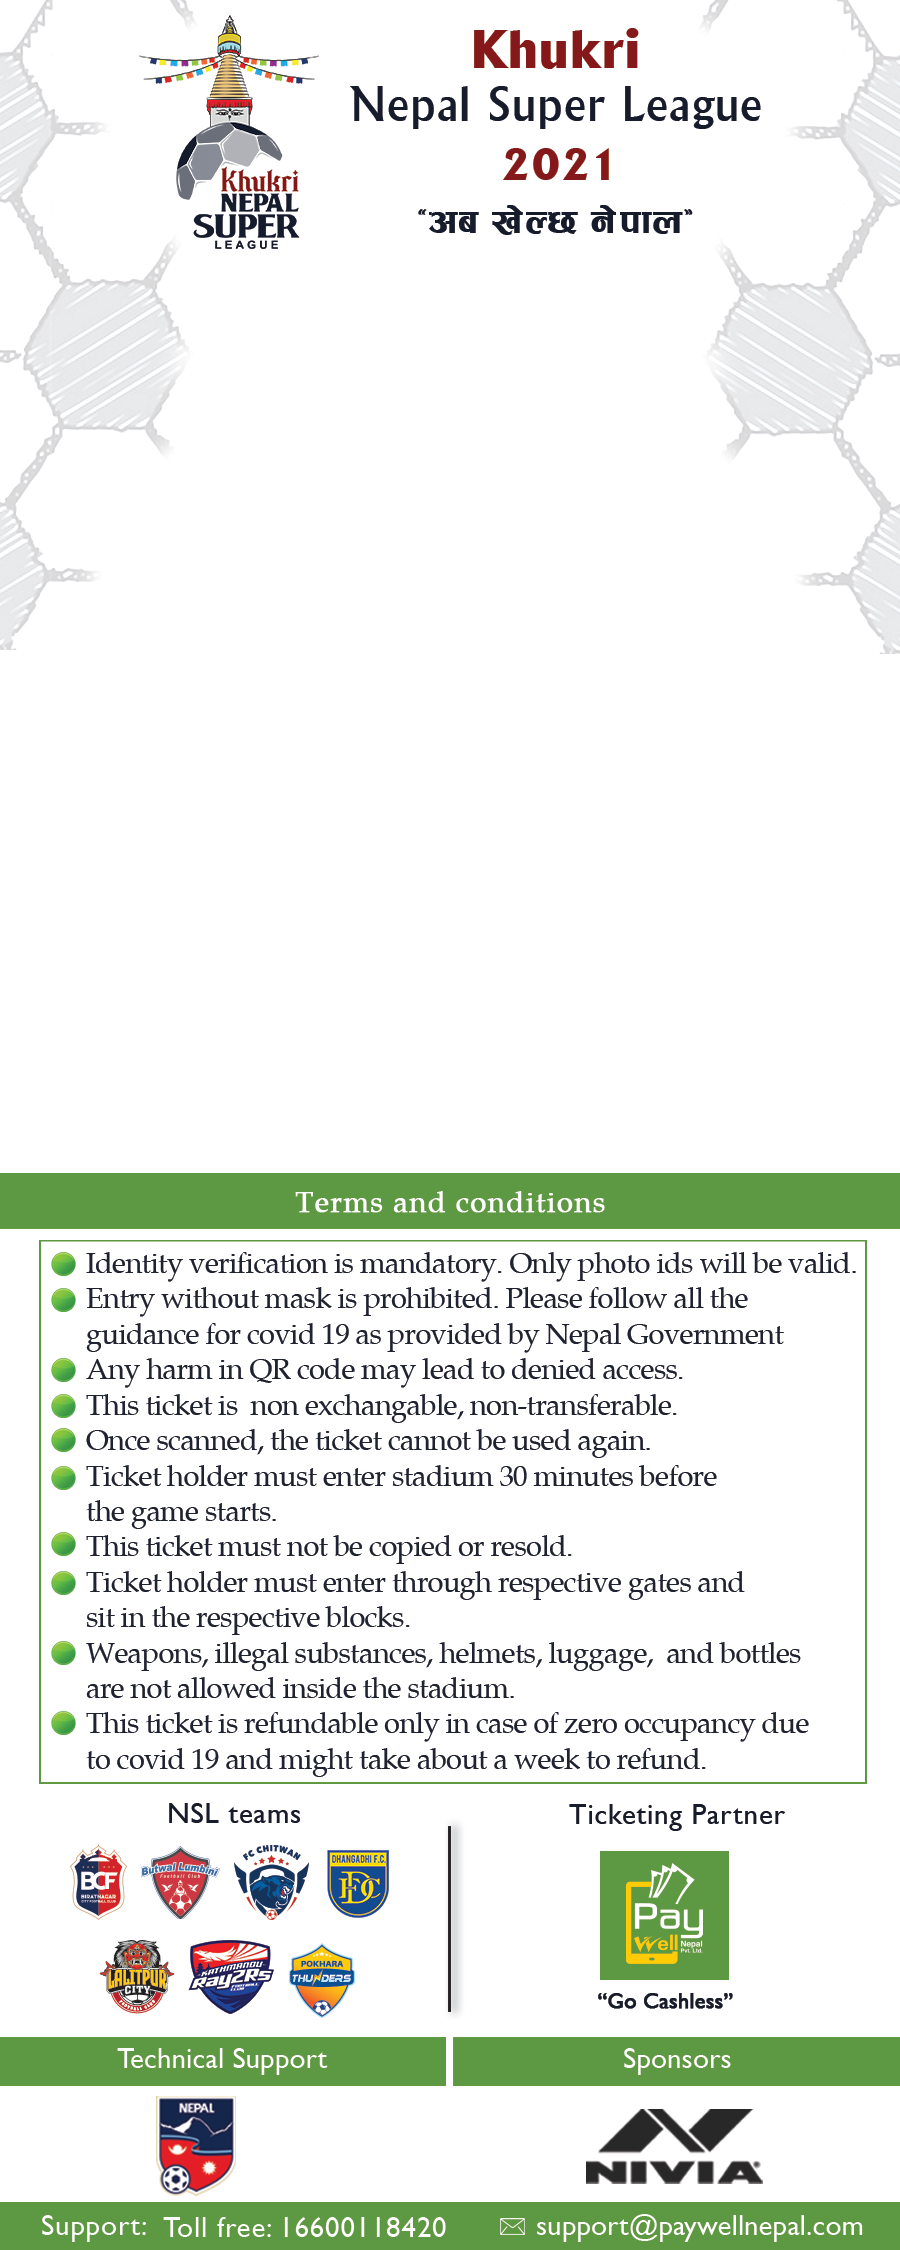 Khukri
NEPAL
SUPER
LEAGUE
Khukri
Nepal Super League
2021
“अब खेल्छ नेपाल”
Terms and conditions
Identity verification is mandatory. Only photo ids will be valid.
Entry without mask is prohibited. Please follow all the
guidance for covid 19 as provided by Nepal Government
Any harm in QR code may lead to denied access.
This ticket is  non exchangable, non-transferable.
Once scanned, the ticket cannot be used again.
Ticket holder must enter stadium 30 minutes before
the game starts.
This ticket must not be copied or resold.
Ticket holder must enter through respective gates and
sit in the respective blocks.
Weapons, illegal substances, helmets, luggage,  and bottles
are not allowed inside the stadium.
This ticket is refundable only in case of zero occupancy due
to covid 19 and might take about a week to refund.
NSL teams
BCF
BIRATNAGAR
CITY FOOTBALL CLUB
Butwal Lumbini
Football Club
FC CHITWAN
DHANGADHI F.C.
FDC
LALITPUR
CITY
FOOTBALL CLUB
KATHMANDU
RayZRs
FOOTBALL
CLUB
POKHARA
THUNDERS
Ticketing Partner
Pay
Well Nepal
Pvt. Ltd.
“Go Cashless”
Technical Support
Sponsors
NEPAL
NIVIA
Support: Toll free: 16600118420
support@paywellnepal.com